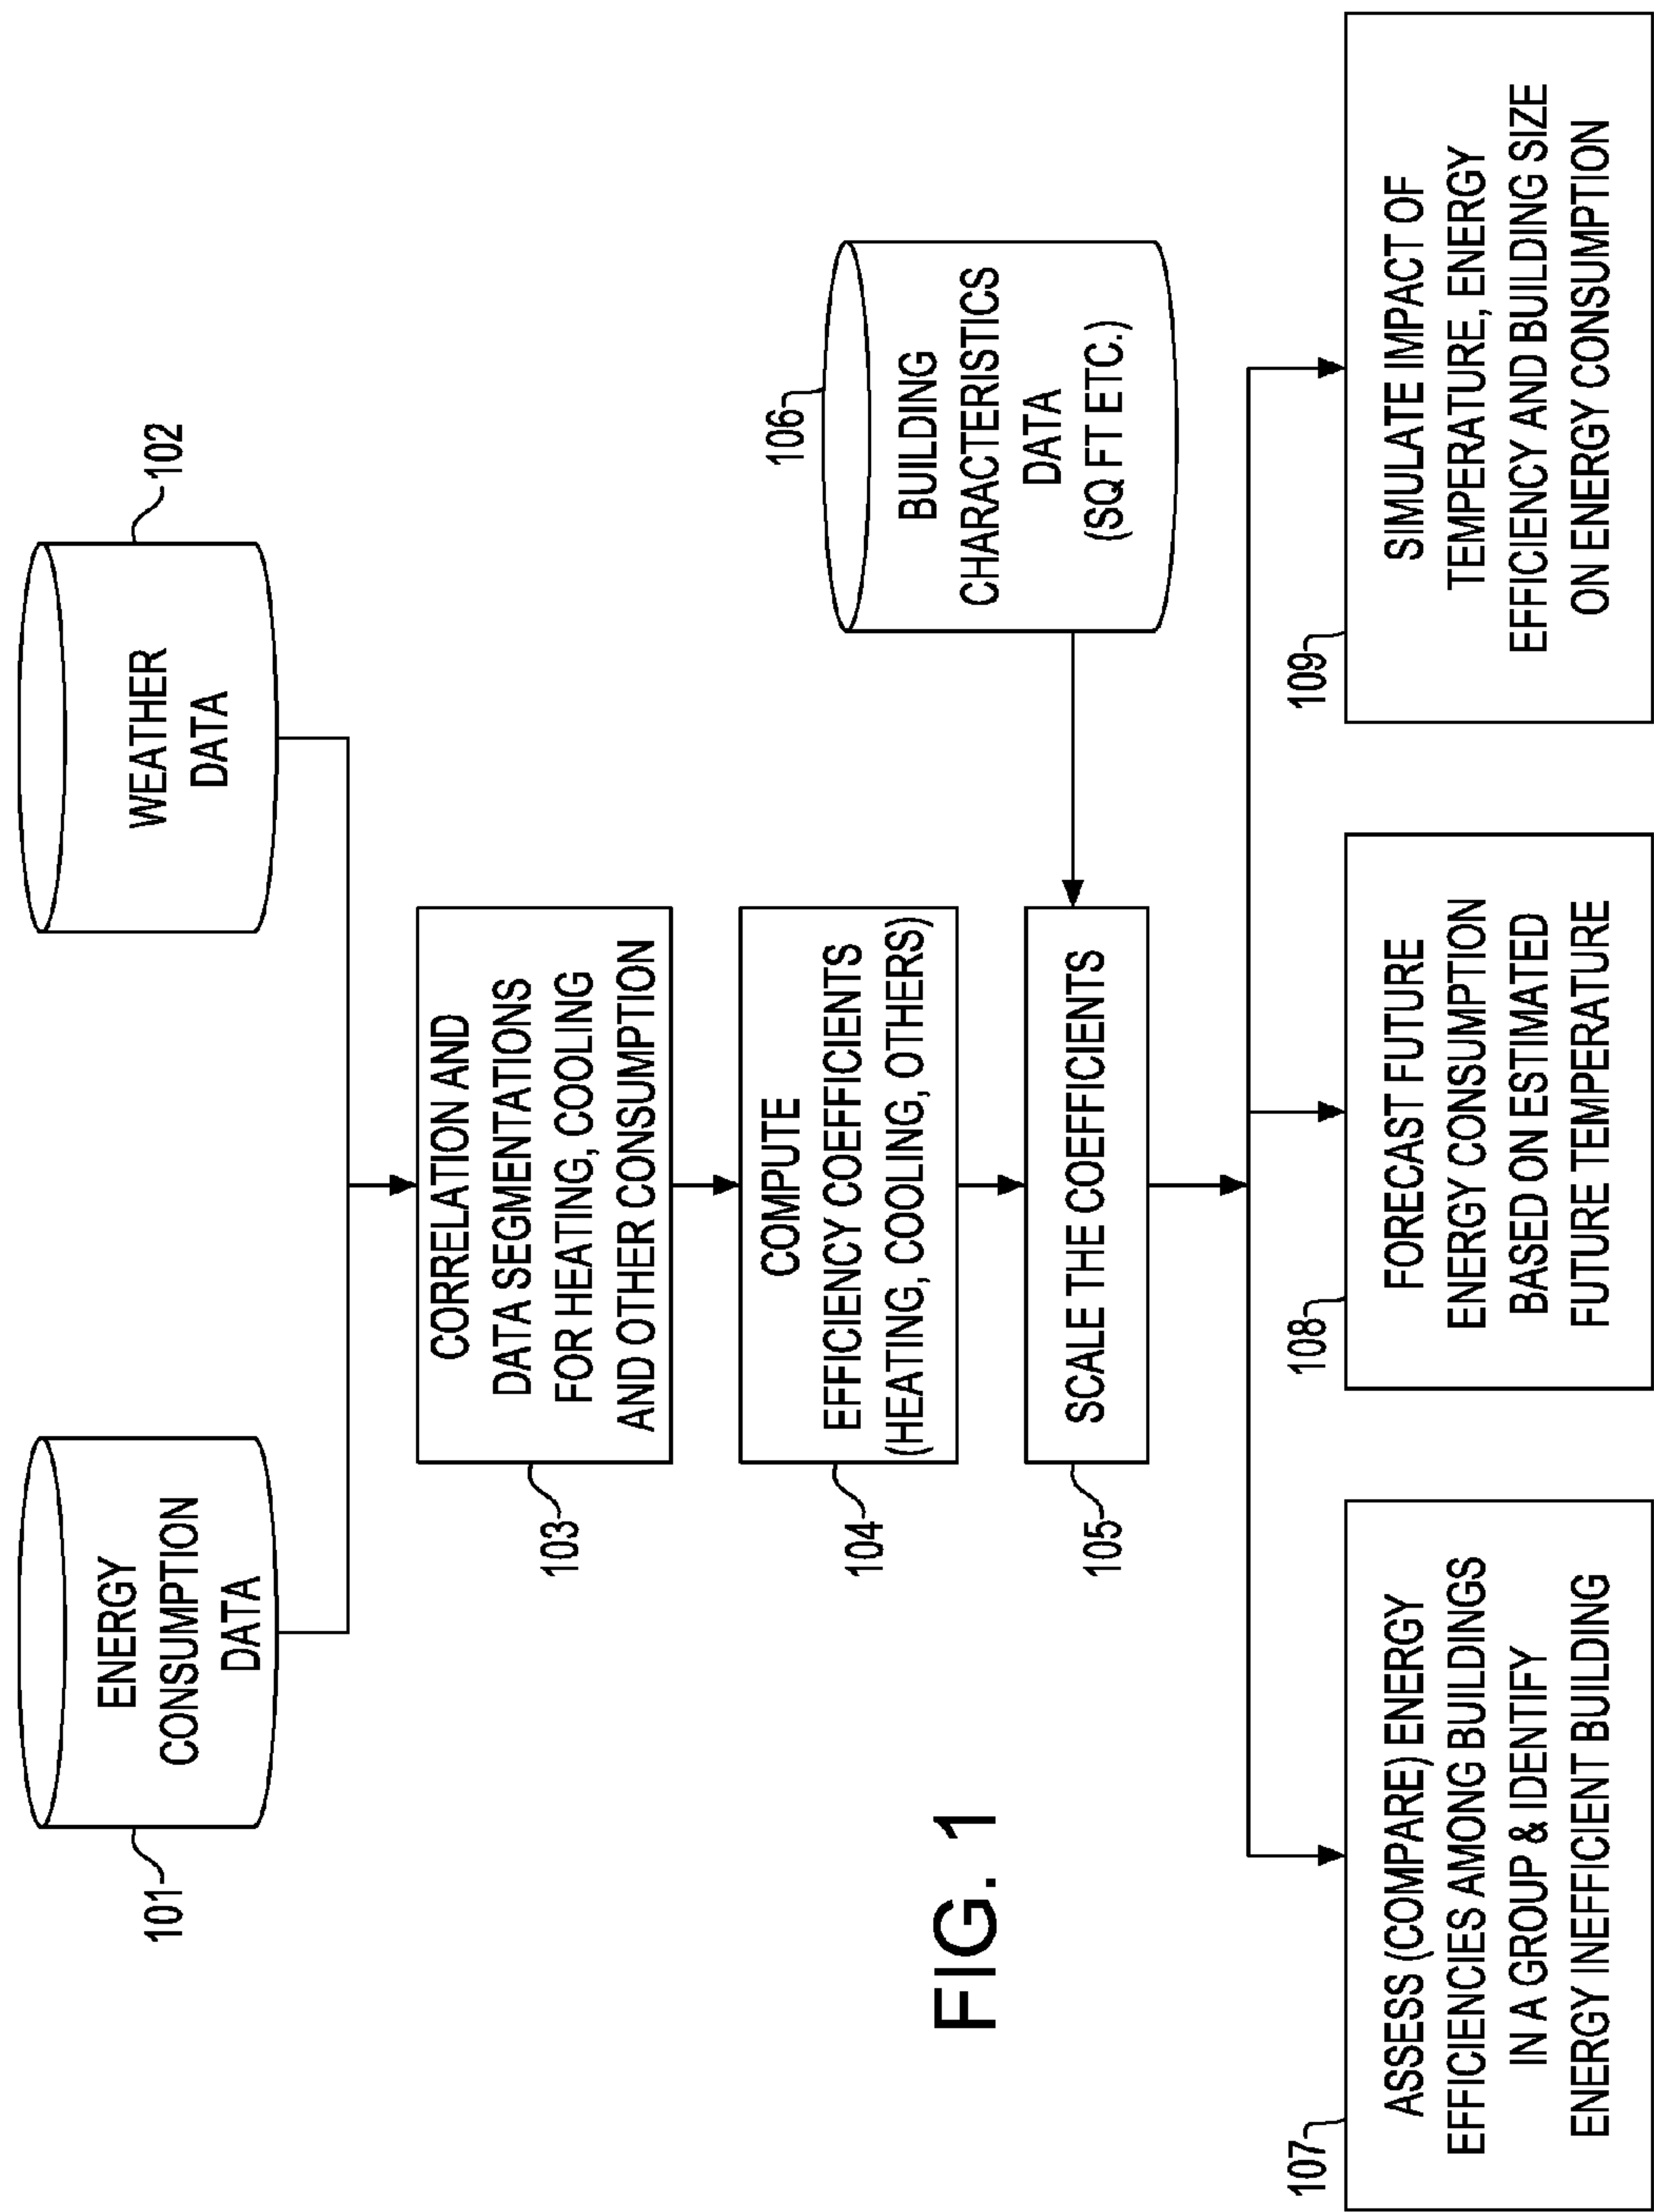 101
ENERGY
CONSUMPTION
DATA
WEATHER
DATA
102
103
CORRELATION AND
DATA SEGMENTATIONS
FOR HEATING, COOLING
AND OTHER CONSUMPTION
104
COMPUTE
EFFICIENCY COEFFICIENTS
(HEATING, COOLING, OTHERS)
105
SCALE THE COEFFICIENTS
106
BUILDING
CHARACTERISTICS
DATA
(SQ FT ETC.)
FIG. 1
107
ASSESS (COMPARE) ENERGY
EFFICIENCIES AMONG BUILDINGS
IN A GROUP & IDENTIFY
ENERGY INEFFICIENT BUILDING
108
FORECAST FUTURE
ENERGY CONSUMPTION
BASED ON ESTIMATED
FUTURE TEMPERATURE
109
SIMULATE IMPACT OF
TEMPERATURE, ENERGY
EFFICIENCY AND BUILDING SIZE
ON ENERGY CONSUMPTION